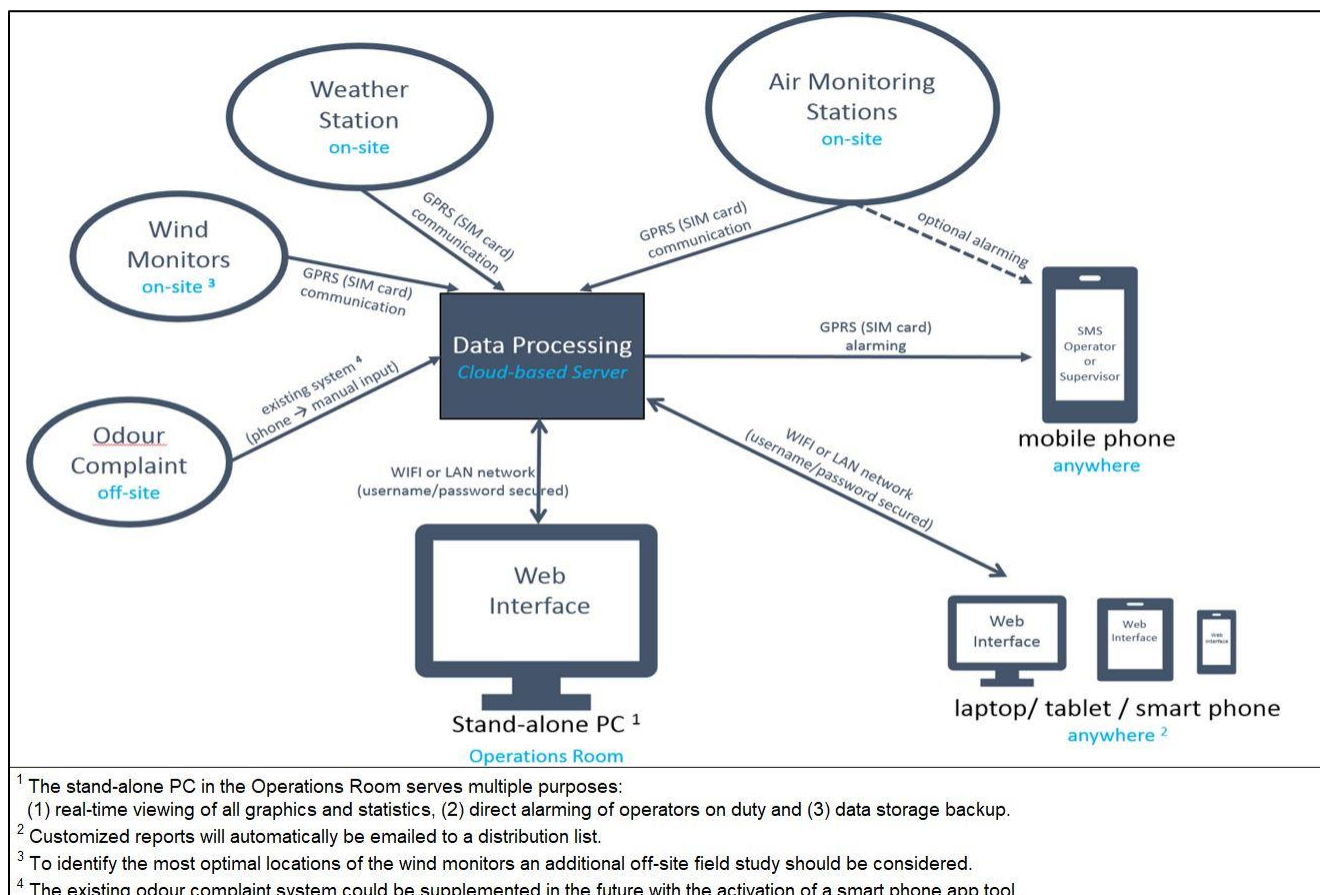 Weather
Station
on-site
Air Monitoring
Stations
on-site
Wind
Monitors
on-site ³
GPRS (SIM card)
communication
GPRS (SIM card)
communication
GPRS (SIM card)
communication
optional alarming
Data Processing
Cloud-based Server
GPRS (SIM card)
alarming
SMS
Operator
or
Supervisor
mobile phone
anywhere
existing system ⁴
(phone → manual input)
Odour
Complaint
off-site
WIFI or LAN network
(username/password secured)
WIFI or LAN network
(username/password secured)
Web
Interface
Stand-alone PC ¹
Operations Room
Web
Interface
Web
Interface
Web
Interface
laptop/ tablet / smart phone
anywhere ²
¹ The stand-alone PC in the Operations Room serves multiple purposes:
(1) real-time viewing of all graphics and statistics, (2) direct alarming of operators on duty and (3) data storage backup.
² Customized reports will automatically be emailed to a distribution list.
³ To identify the most optimal locations of the wind monitors an additional off-site field study should be considered.
⁴ The existing odour complaint system could be supplemented in the future with the activation of a smart phone app tool